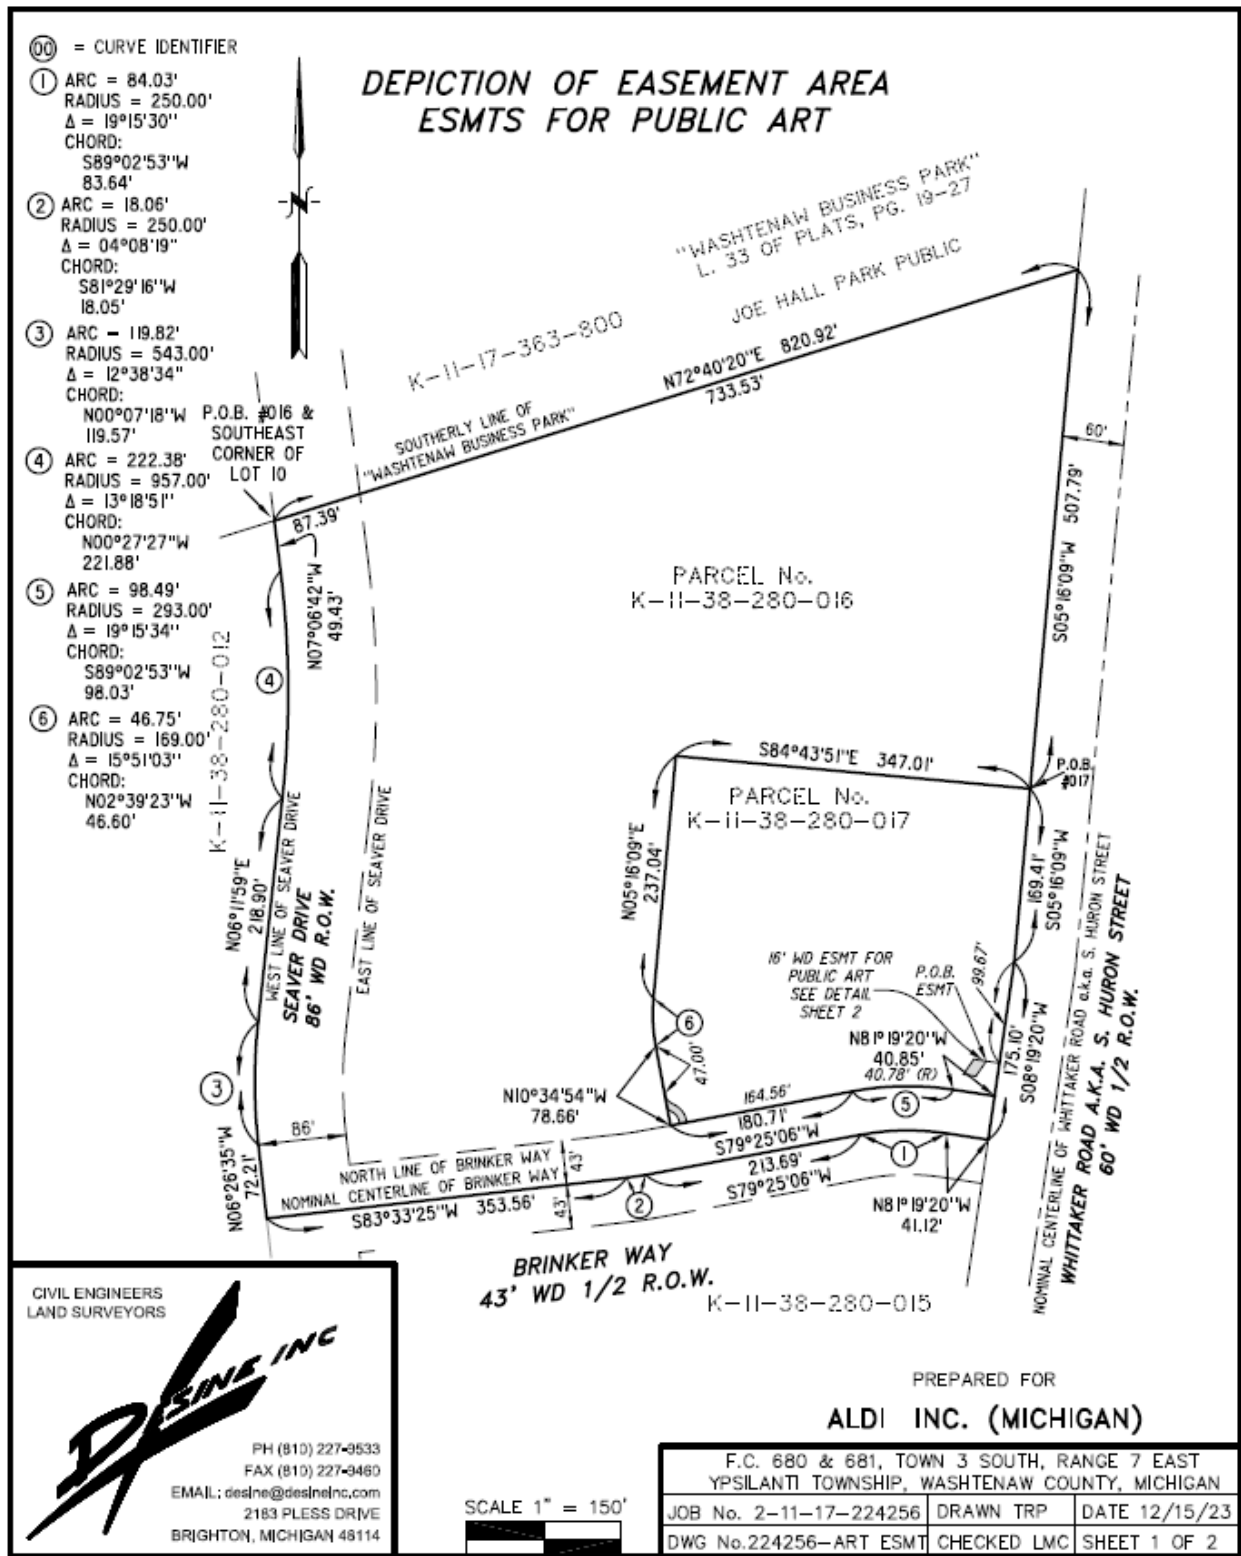 00 = CURVE IDENTIFIER
1 ARC = 84.03'
RADIUS = 250.00'
Δ = 19°15'30"
CHORD:
S89°02'53"W
83.64'
2 ARC = 18.06'
RADIUS = 250.00'
Δ = 04°08'19"
CHORD:
S81°29'16"W
18.05'
3 ARC = 119.82'
RADIUS = 543.00'
Δ = 12°38'34"
CHORD:
N00°07'18"W
119.57'
4 ARC = 222.38'
RADIUS = 957.00'
Δ = 13°18'51"
CHORD:
N00°27'27"W
221.88'
5 ARC = 98.49'
RADIUS = 293.00'
Δ = 19°15'34"
CHORD:
S89°02'53"W
98.03'
6 ARC = 46.75'
RADIUS = 169.00'
Δ = 15°51'03"
CHORD:
N02°39'23"W
46.60'
DEPICTION OF EASEMENT AREA
ESMTS FOR PUBLIC ART
N
"WASHTENAW BUSINESS PARK"
L. 33 OF PLATS, PG. 19-27
JOE HALL PARK PUBLIC
K-11-17-363-800
N72°40'20"E 820.92'
733.53'
SOUTHERLY LINE OF
"WASHTENAW BUSINESS PARK"
P.O.B. #016 &
SOUTHEAST
CORNER OF
LOT 10
87.39'
N07°06'42"W
49.43'
60'
S05°16'09"W 507.79'
PARCEL No.
K-11-38-280-016
K-11-38-280-012
4
S84°43'51"E 347.01'
P.O.B.
#017
PARCEL No.
K-11-38-280-017
N05°16'09"E
237.04'
169.41'
S05°16'09"W
N06°11'59"E
218.90'
WEST LINE OF SEAVER DRIVE
SEAVER DRIVE
86' WD R.O.W.
EAST LINE OF SEAVER DRIVE
16' WD ESMT FOR
PUBLIC ART
SEE DETAIL
SHEET 2
P.O.B.
ESMT
99.67'
N81°19'20"W
40.85'
40.78' (R)
175.10'
S08°19'20"W
NOMINAL CENTERLINE OF WHITTAKER ROAD a.k.a. S. HURON STREET
WHITTAKER ROAD A.K.A. S. HURON STREET
60' WD 1/2 R.O.W.
6
47.00'
N10°34'54"W
78.66'
164.56'
5
180.71'
S79°25'06"W
213.69'
S79°25'06"W
1
N81°19'20"W
41.12'
3
86'
N06°26'35"W
72.21'
NORTH LINE OF BRINKER WAY
NOMINAL CENTERLINE OF BRINKER WAY
S83°33'25"W 353.56'
43'
43'
2
BRINKER WAY
43' WD 1/2 R.O.W.
K-11-38-280-015
CIVIL ENGINEERS
LAND SURVEYORS
DESINE INC
PH (810) 227-9533
FAX (810) 227-9460
EMAIL: desine@desineinc.com
2183 PLESS DRIVE
BRIGHTON, MICHIGAN 48114
SCALE 1" = 150'
PREPARED FOR
ALDI INC. (MICHIGAN)
F.C. 680 & 681, TOWN 3 SOUTH, RANGE 7 EAST
YPSILANTI TOWNSHIP, WASHTENAW COUNTY, MICHIGAN
JOB No. 2-11-17-224256 DRAWN TRP DATE 12/15/23
DWG No.224256-ART ESMT CHECKED LMC SHEET 1 OF 2